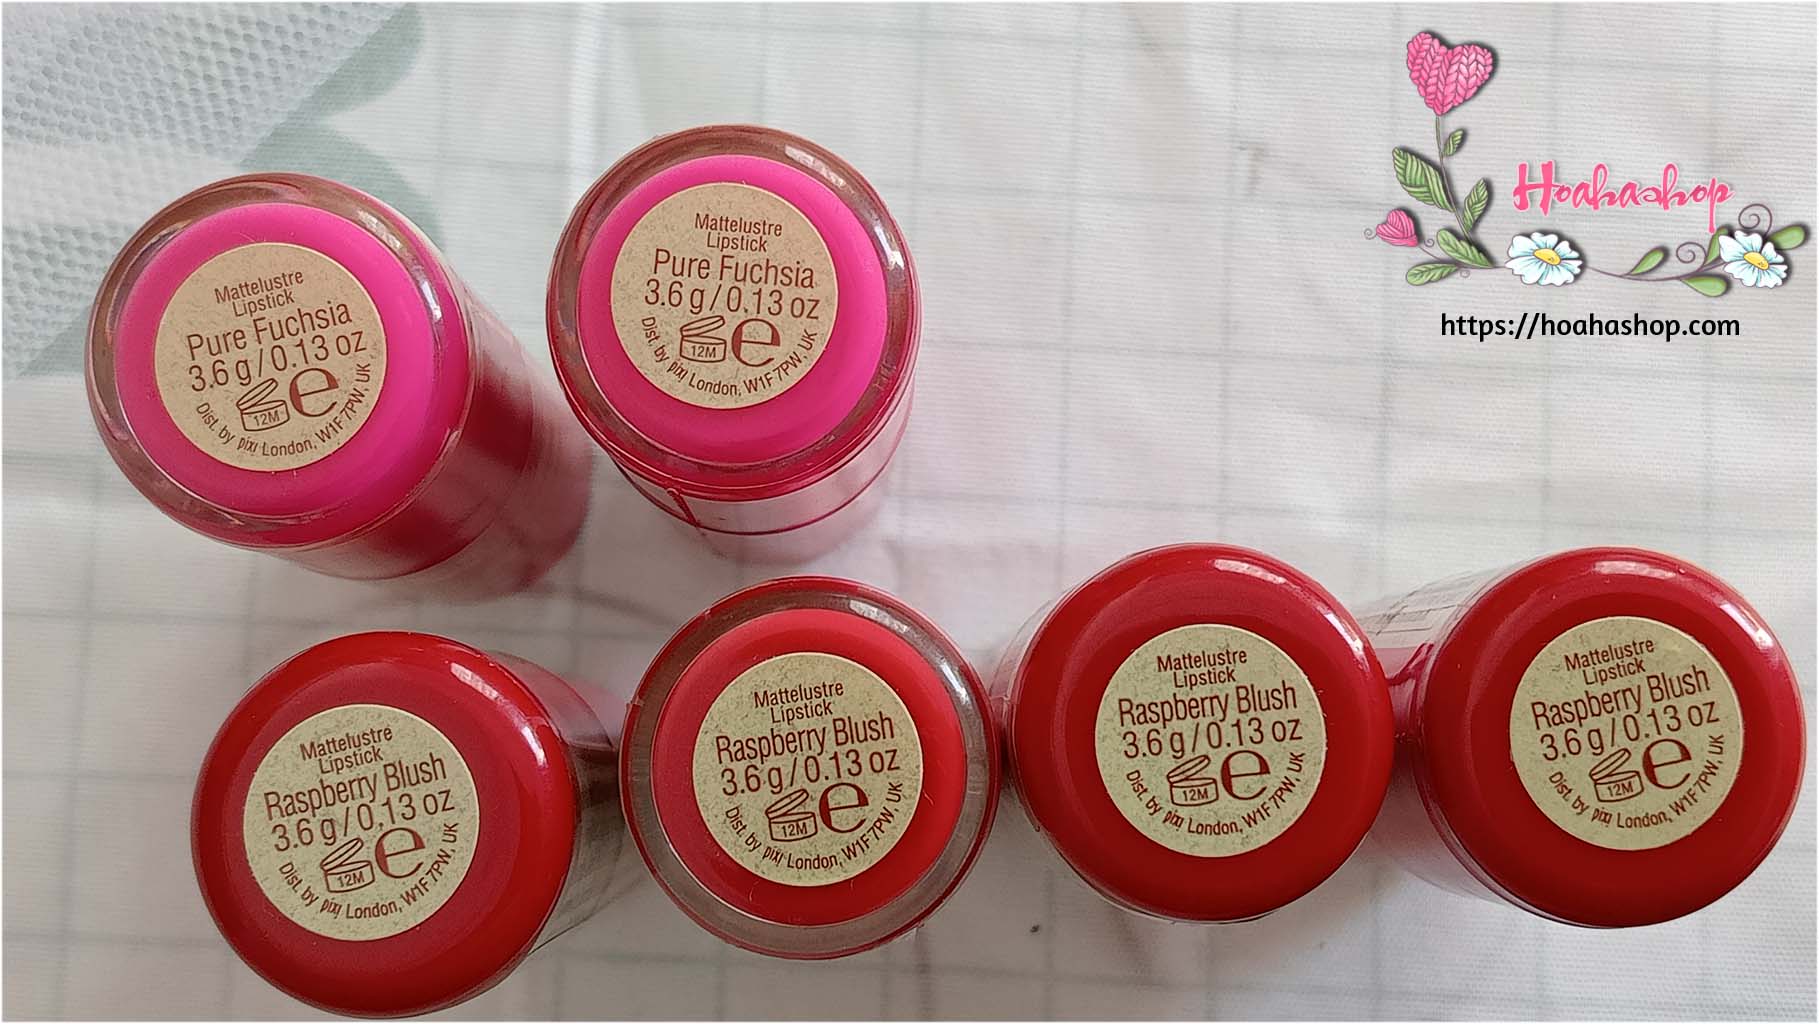 Hoahashop
https://hoahashop.com
Mattelustre
Lipstick
Pure Fuchsia
3.6 g / 0.13 oz
12M e
Dist. by pixi London, W1F 7PW, UK
Mattelustre
Lipstick
Pure Fuchsia
3.6 g / 0.13 oz
12M e
Dist. by pixi London, W1F 7PW, UK
Mattelustre
Lipstick
Raspberry Blush
3.6 g / 0.13 oz
12M e
Dist. by pixi London, W1F 7PW, UK
Mattelustre
Lipstick
Raspberry Blush
3.6 g / 0.13 oz
12M e
Dist. by pixi London, W1F 7PW, UK
Mattelustre
Lipstick
Raspberry Blush
3.6 g / 0.13 oz
12M e
Dist. by pixi London, W1F 7PW, UK
Mattelustre
Lipstick
Raspberry Blush
3.6 g / 0.13 oz
12M e
Dist. by pixi London, W1F 7PW, UK